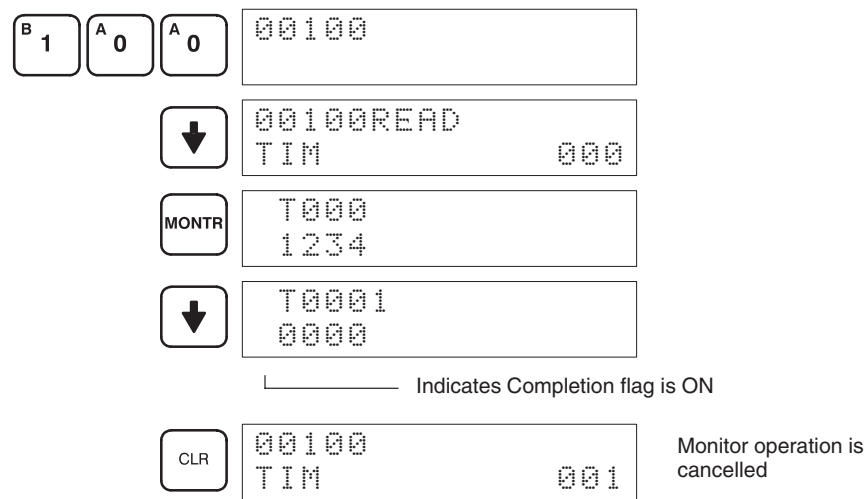 B 1 A 0 A 0 00100
00100READ
TIM 000
MONTR T000
1234
T0001
0000
Indicates Completion flag is ON
CLR 00100
TIM 001
Monitor operation is
cancelled